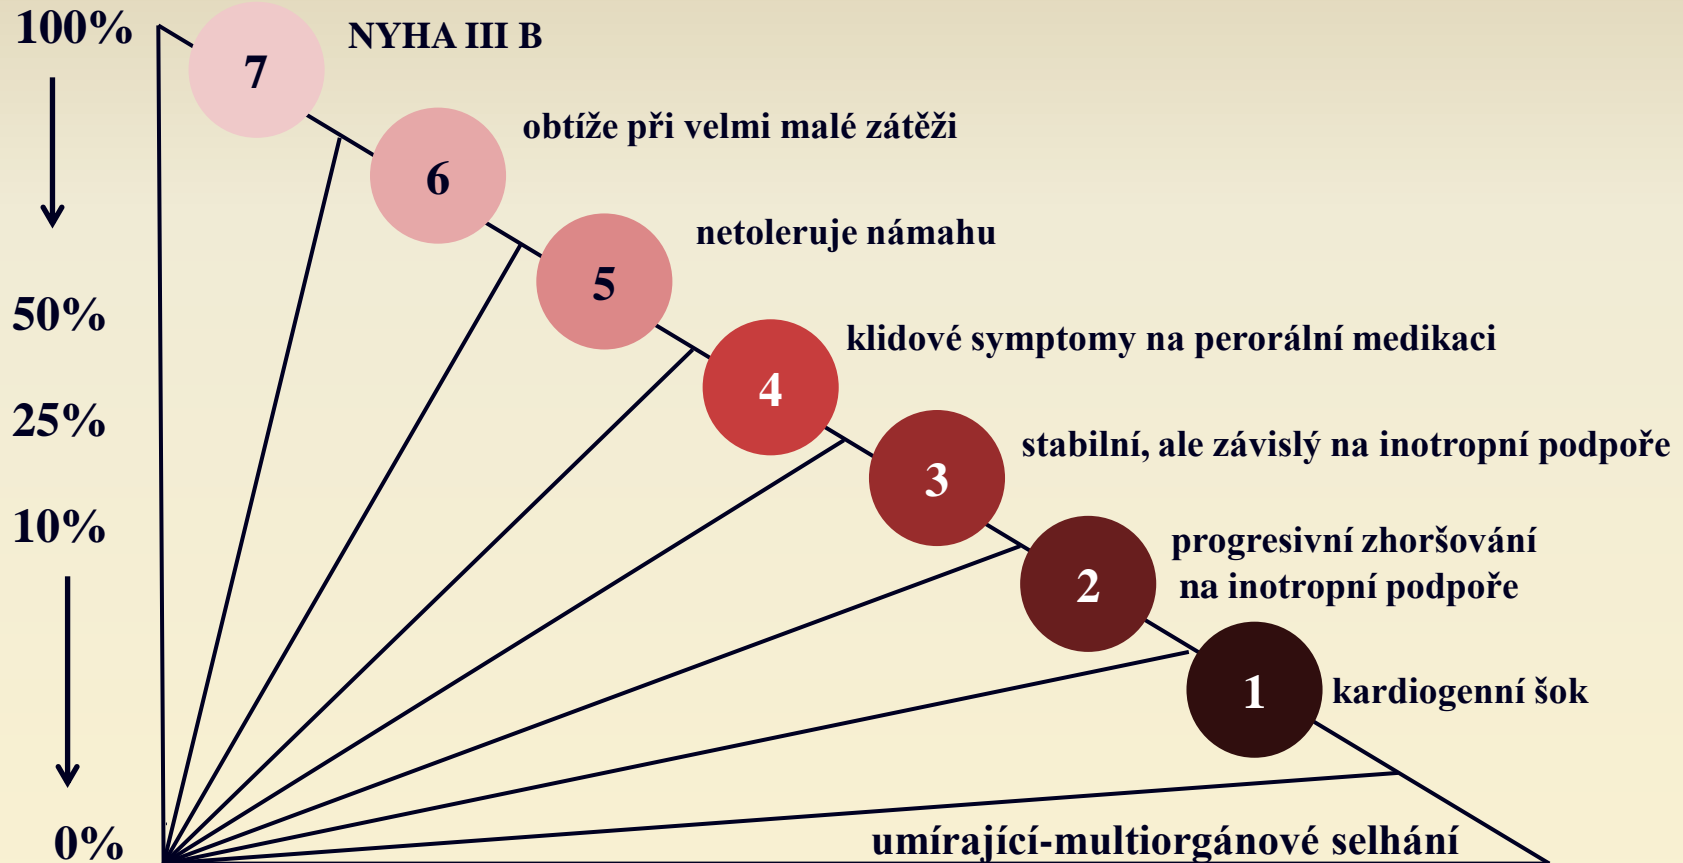 100%
NYHA III B
7
obtíže při velmi malé zátěži
6
netoleruje námahu
5
50%
klidové symptomy na perorální medikaci
4
25%
stabilní, ale závislý na inotropní podpoře
3
10%
progresivní zhoršování
na inotropní podpoře
2
1
kardiogenní šok
0%
umírající-multiorgánové selhání